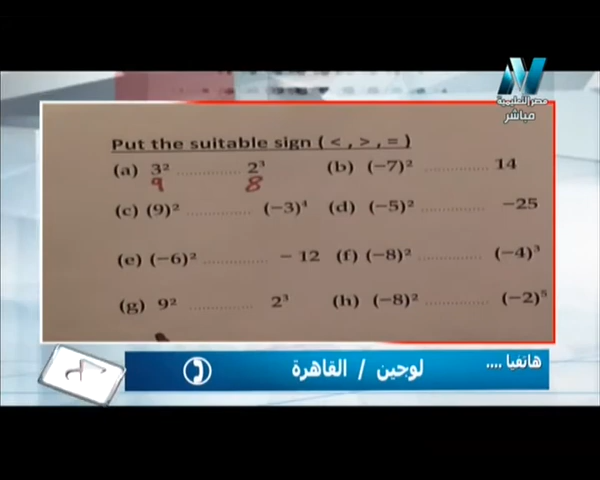 مصر التعليمية
مباشر
Put the suitable sign ( < , > , = )
(a) 3² .............. 2³ (b) (−7)² .............. 14
9 8
(c) (9)² .............. (−3)⁴ (d) (−5)² .............. −25
(e) (−6)² .............. − 12 (f) (−8)² .............. (−4)³
(g) 9² .............. 2³ (h) (−8)² .............. (−2)⁵
هاتفيا ....
لوجين / القاهرة